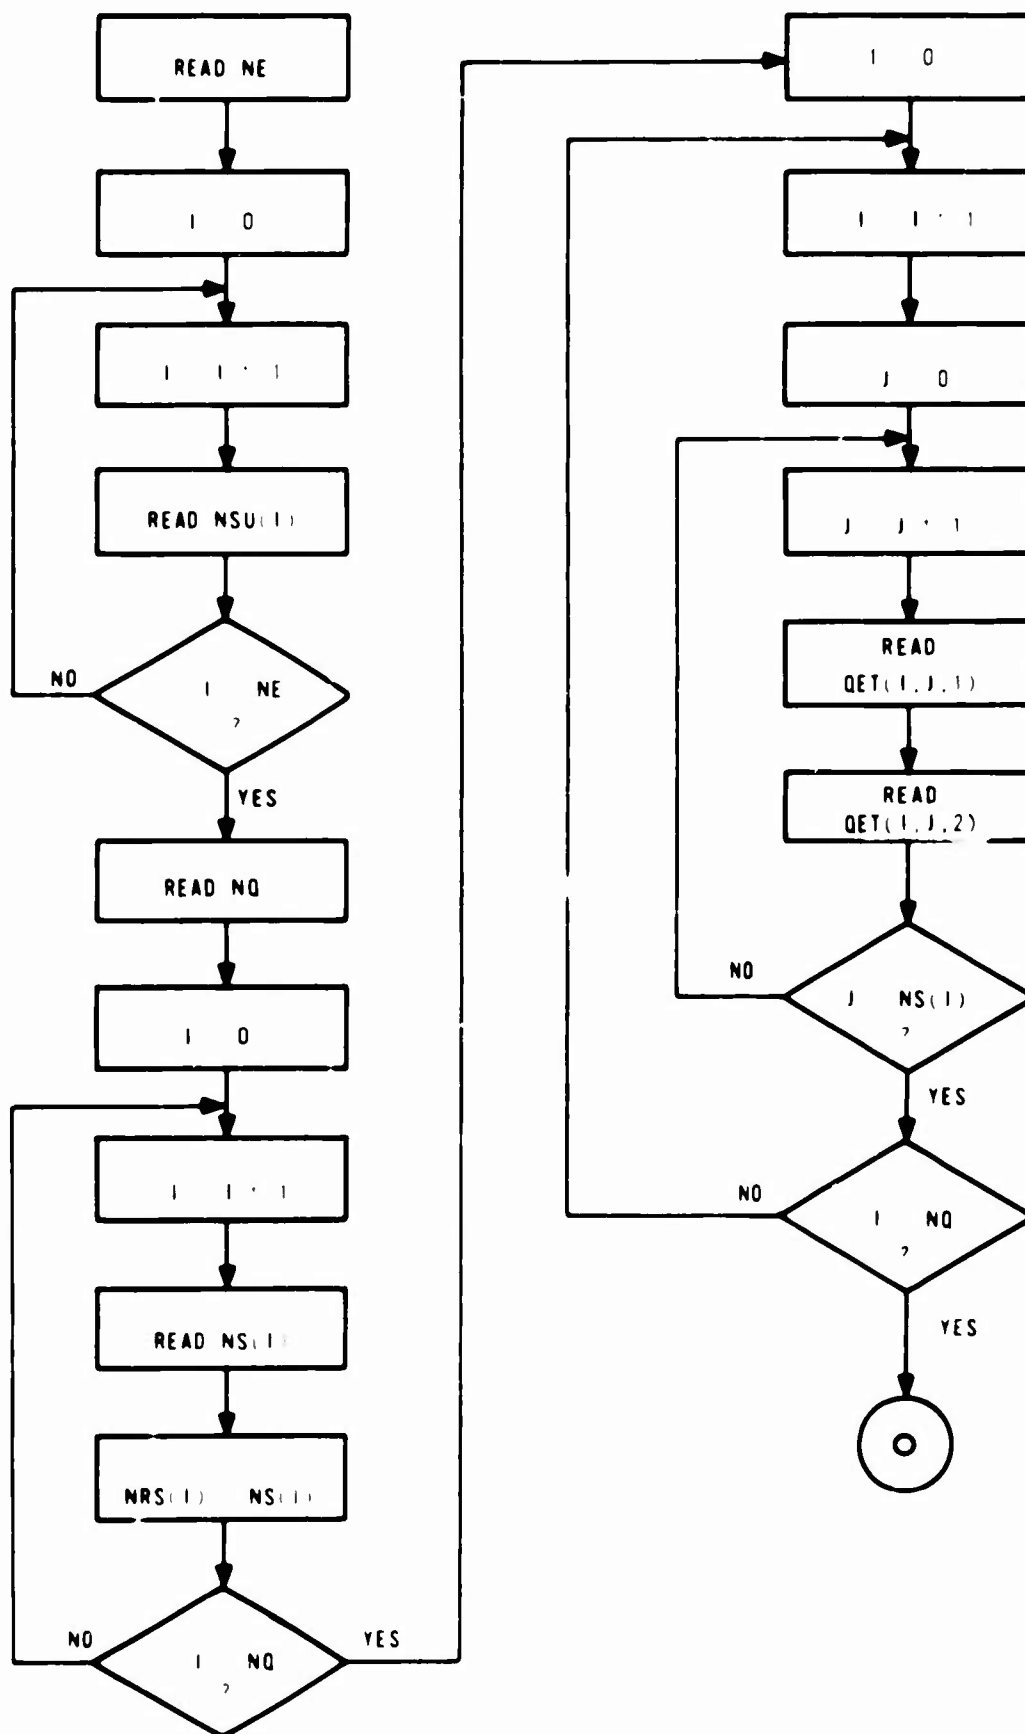 READ NE
I 0
I I + 1
READ NSU(I)
NO
I NE
?
YES
READ NQ
I 0
I I + 1
READ NS(I)
NRS(I) NS(I)
NO
YES
I NQ
?
I 0
I I + 1
J 0
J J + 1
READ
QET(I,J,1)
READ
QET(I,J,2)
NO
J NS(I)
?
YES
NO
I NQ
?
YES